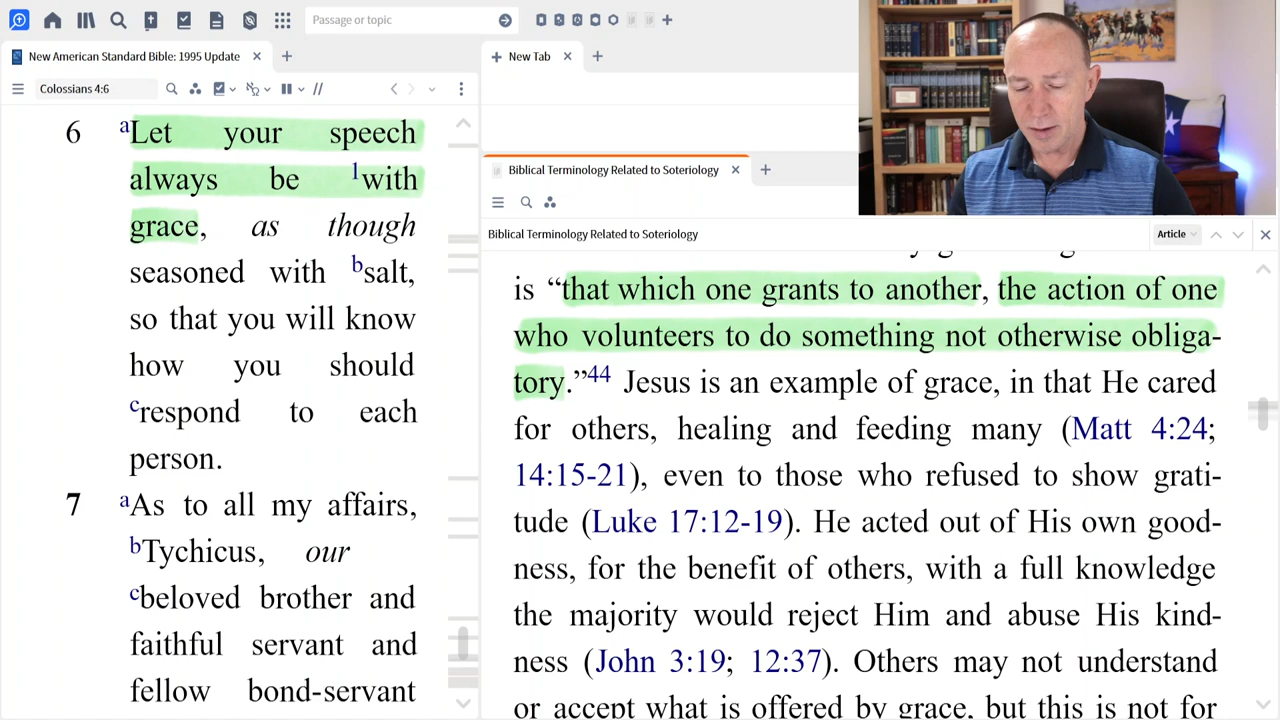 Passage or topic
New American Standard Bible: 1995 Update
New Tab
Colossians 4:6
6 aLet your speech
always be 1with
grace, as though
seasoned with bsalt,
so that you will know
how you should
crespond to each
person.
7 aAs to all my affairs,
bTychicus, our
cbeloved brother and
faithful servant and
fellow bond-servant
Biblical Terminology Related to Soteriology
Biblical Terminology Related to Soteriology
Article
is “that which one grants to another, the action of one
who volunteers to do something not otherwise obliga-
tory.”44 Jesus is an example of grace, in that He cared
for others, healing and feeding many (Matt 4:24;
14:15-21), even to those who refused to show grati-
tude (Luke 17:12-19). He acted out of His own good-
ness, for the benefit of others, with a full knowledge
the majority would reject Him and abuse His kind-
ness (John 3:19; 12:37). Others may not understand
or accept what is offered by grace, but this is not for